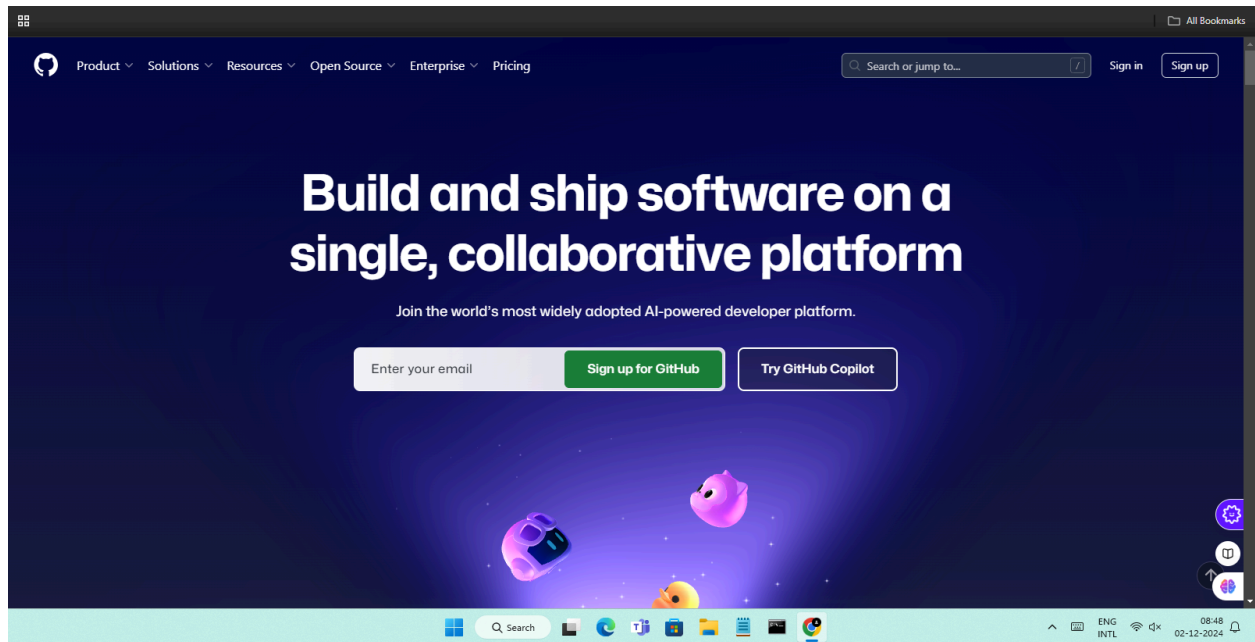 All Bookmarks
Product Solutions Resources Open Source Enterprise Pricing Search or jump to... / Sign in Sign up
Build and ship software on a
single, collaborative platform
Join the world's most widely adopted AI-powered developer platform.
Enter your email Sign up for GitHub Try GitHub Copilot
Search ENG 08:48
INTL 02-12-2024